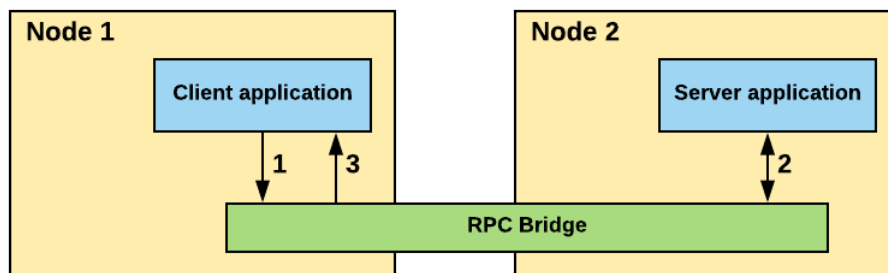 Node 1
Node 2
Client application
Server application
1
3
2
RPC Bridge